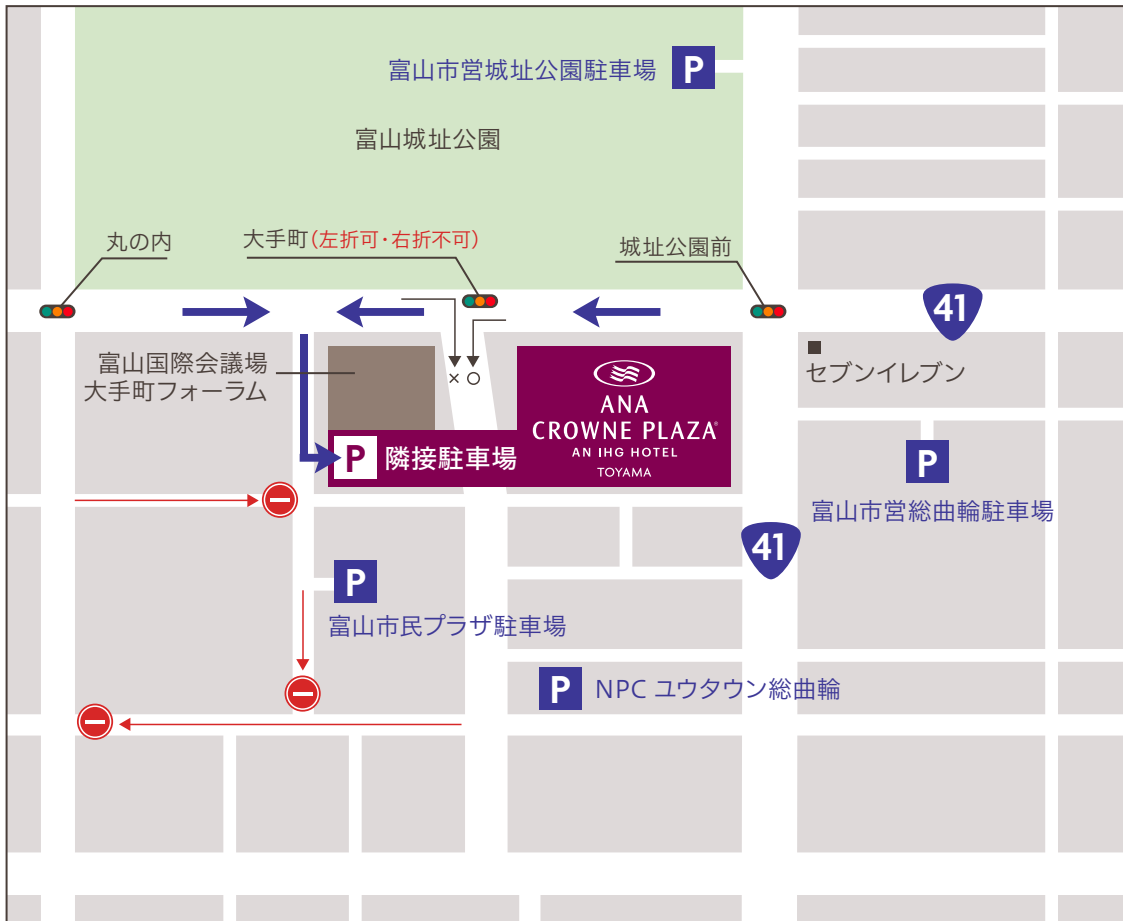 富山市営城址公園駐車場 P
富山城址公園
丸の内
大手町(左折可・右折不可)
城址公園前
41
富山国際会議場
大手町フォーラム
×○
セブンイレブン
ANA
CROWNE PLAZA®
AN IHG HOTEL
TOYAMA
P 隣接駐車場
P
富山市営総曲輪駐車場
41
P
富山市民プラザ駐車場
P NPC ユウタウン総曲輪